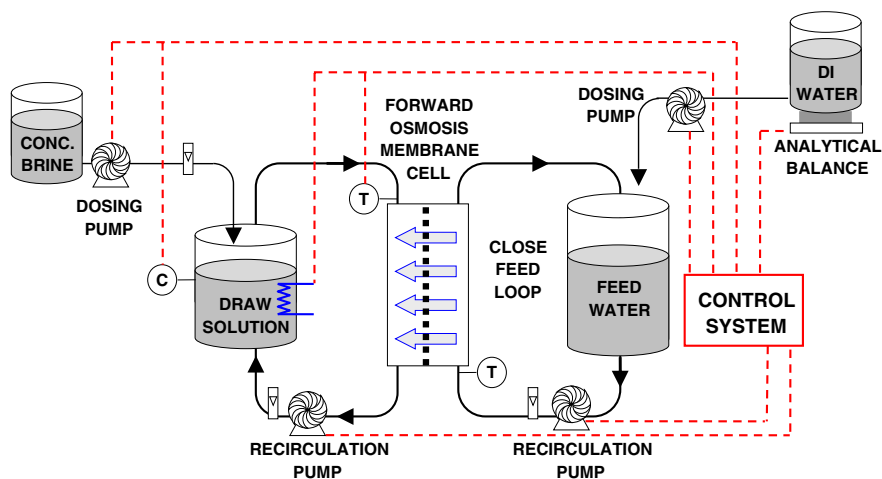 CONC.
BRINE
DOSING
PUMP
C
DRAW
SOLUTION
RECIRCULATION
PUMP
FORWARD
OSMOSIS
MEMBRANE
CELL
T
T
CLOSE
FEED
LOOP
FEED
WATER
RECIRCULATION
PUMP
DOSING
PUMP
DI
WATER
ANALYTICAL
BALANCE
CONTROL
SYSTEM